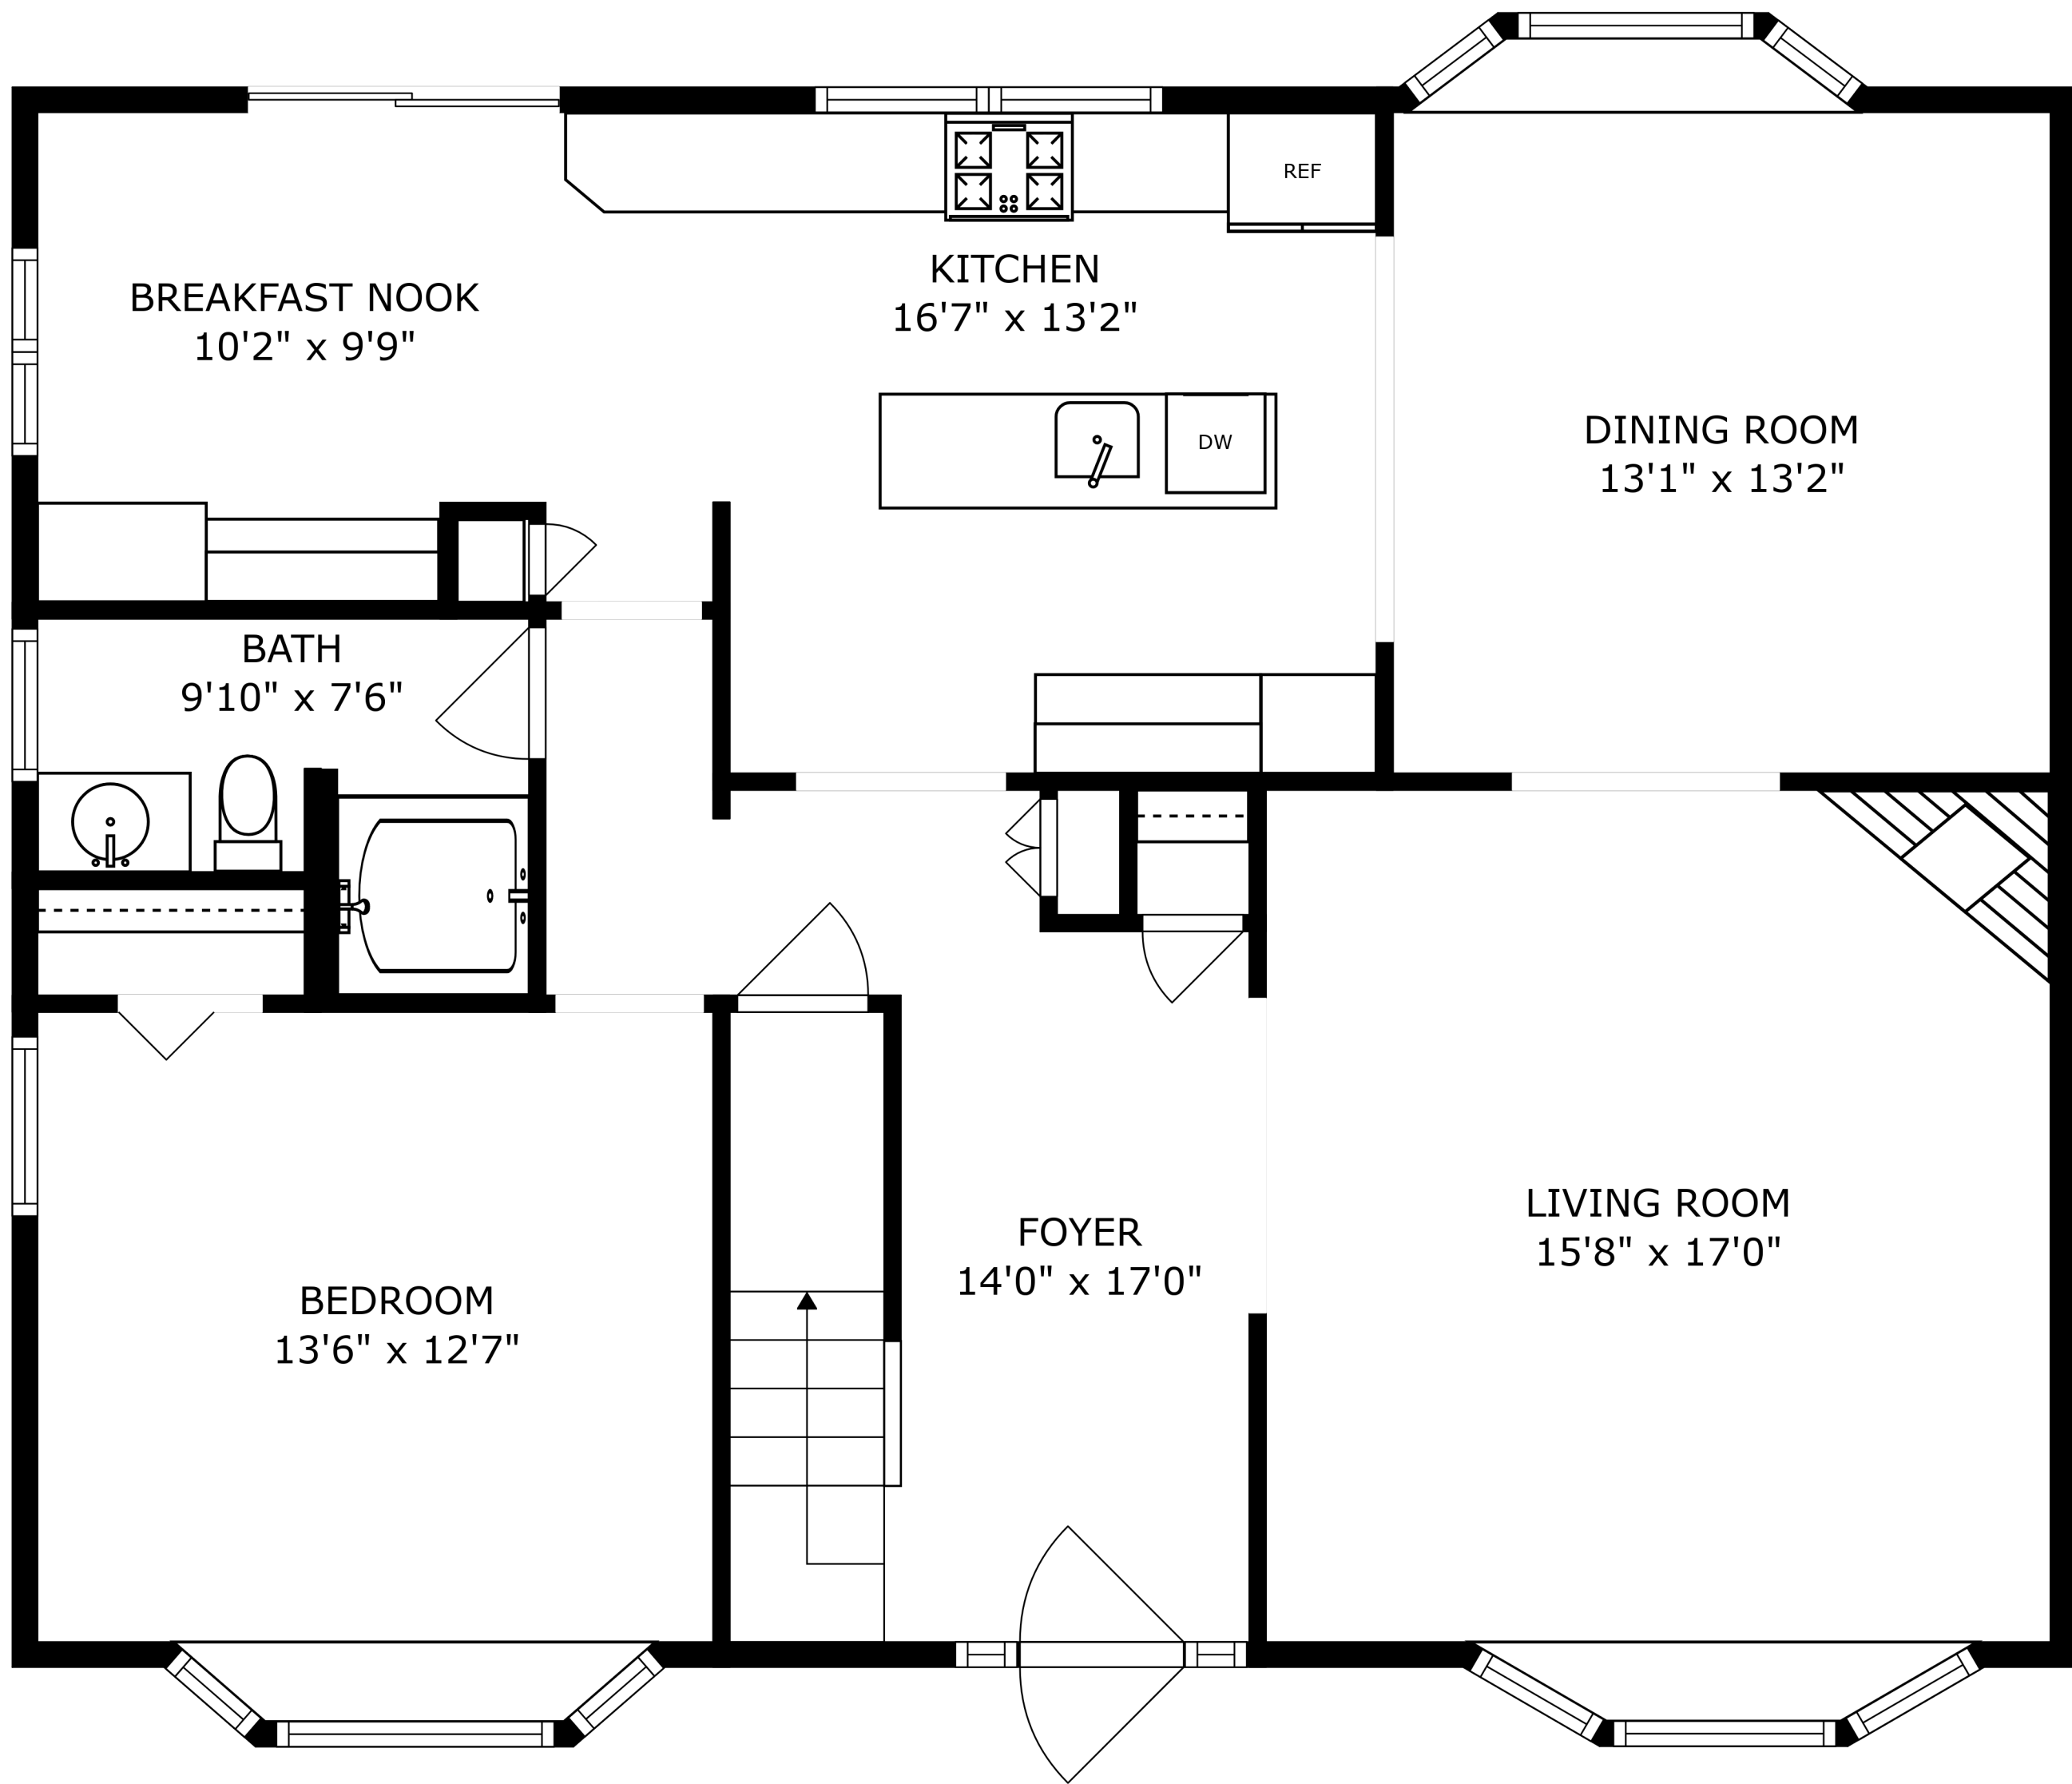 REF
KITCHEN
16'7" x 13'2"
BREAKFAST NOOK
10'2" x 9'9"
DINING ROOM
13'1" x 13'2"
DW
BATH
9'10" x 7'6"
LIVING ROOM
15'8" x 17'0"
FOYER
14'0" x 17'0"
BEDROOM
13'6" x 12'7"